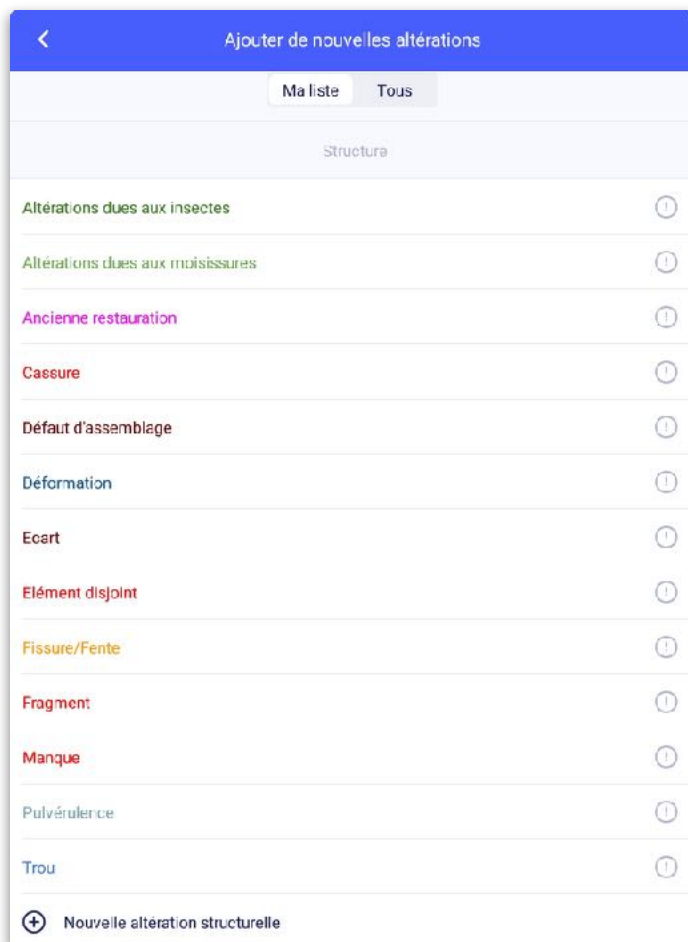 Ajouter de nouvelles altérations
Ma liste Tous
Structure
Altérations dues aux insectes
Altérations dues aux moisissures
Ancienne restauration
Cassure
Défaut d'assemblage
Déformation
Ecart
Elément disjoint
Fissure/Fente
Fragment
Manque
Pulvérulence
Trou
Nouvelle altération structurelle